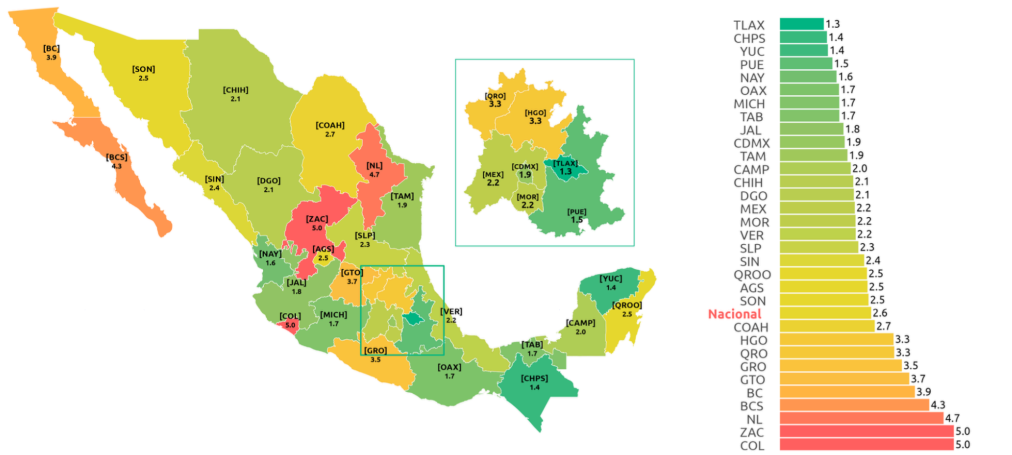 [BC]
3.9
[SON]
2.5
[CHIH]
2.1
[COAH]
2.7
[BCS]
4.3
[NL]
4.7
[SIN]
2.4
[DGO]
2.1
[TAM]
1.9
[ZAC]
5.0
[SLP]
2.3
[AGS]
2.5
[NAY]
1.6
[GTO]
3.7
[JAL]
1.8
[COL]
5.0
[MICH]
1.7
[VER]
2.2
[GRO]
3.5
[OAX]
1.7
[TAB]
1.7
[CHPS]
1.4
[CAMP]
2.0
[YUC]
1.4
[QROO]
2.5
[QRO]
3.3
[HGO]
3.3
[MEX]
2.2
[CDMX]
1.9
[TLAX]
1.3
[MOR]
2.2
[PUE]
1.5
TLAX 1.3
CHPS 1.4
YUC 1.4
PUE 1.5
NAY 1.6
OAX 1.7
MICH 1.7
TAB 1.7
JAL 1.8
CDMX 1.9
TAM 1.9
CAMP 2.0
CHIH 2.1
DGO 2.1
MEX 2.2
MOR 2.2
VER 2.2
SLP 2.3
SIN 2.4
QROO 2.5
AGS 2.5
SON 2.5
Nacional 2.6
COAH 2.7
HGO 3.3
QRO 3.3
GRO 3.5
GTO 3.7
BC 3.9
BCS 4.3
NL 4.7
ZAC 5.0
COL 5.0